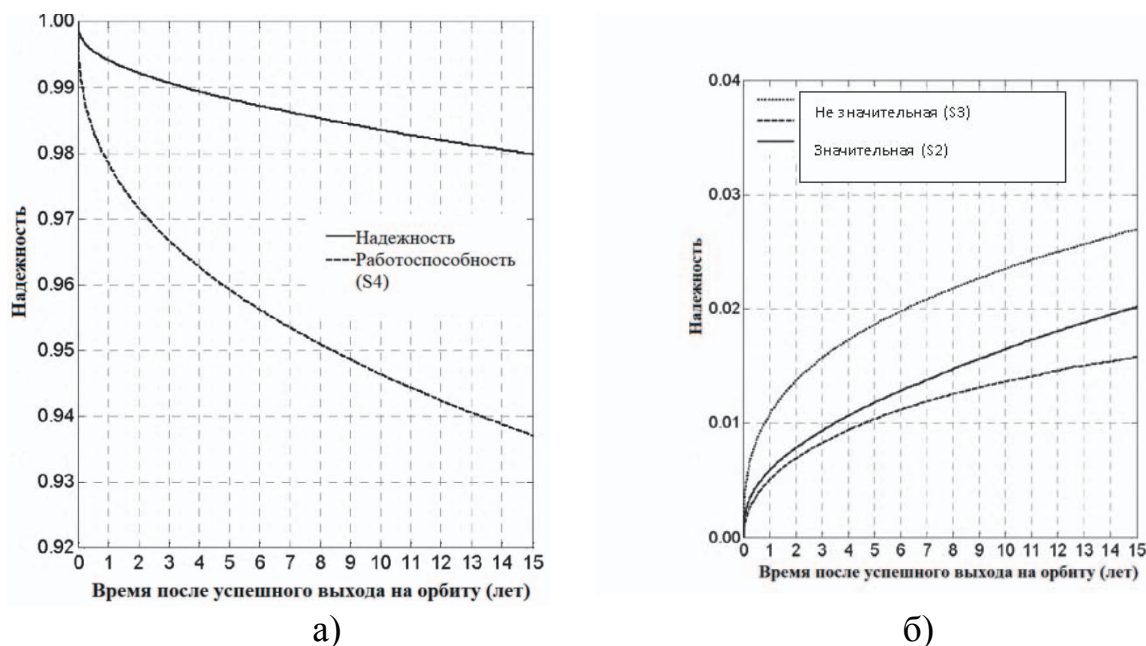 1.00
0.99
0.98
0.97
0.96
0.95
0.94
0.93
0.92
Надежность
Надежность
Работоспособность
(S4)
0 1 2 3 4 5 6 7 8 9 10 11 12 13 14 15
Время после успешного выхода на орбиту (лет)
а)
0.04
0.03
0.02
0.01
0.00
Надежность
Не значительная (S3)
Значительная (S2)
0 1 2 3 4 5 6 7 8 9 10 11 12 13 14 15
Время после успешного выхода на орбиту (лет)
б)